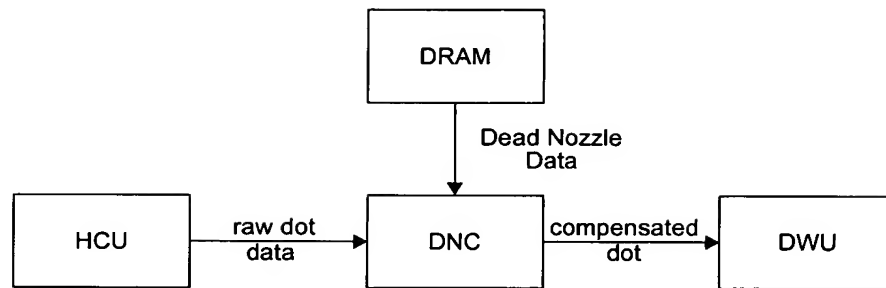 DRAM
Dead Nozzle
Data
HCU
raw dot
data
DNC
compensated
dot
DWU